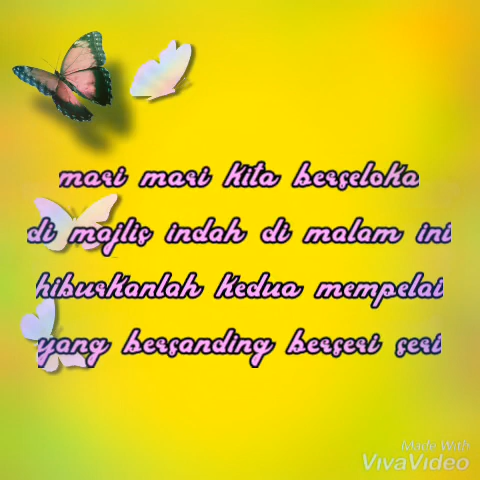 mari mari kita berseloka
di majlis indah di malam ini
hiburkanlah kedua mempelai
yang bersanding berseri seri
Made With
VivaVideo